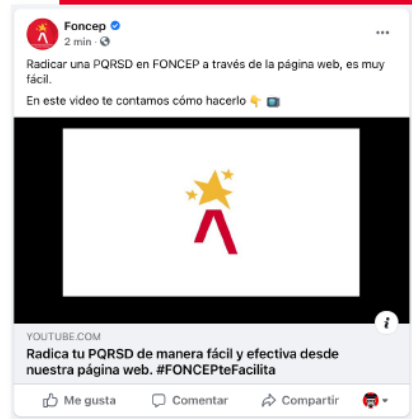 Foncep
2 min ·
Radicar una PQRSD en FONCEP a través de la página web, es muy
fácil.
En este video te contamos cómo hacerlo 👇 📺
YOUTUBE.COM
Radica tu PQRSD de manera fácil y efectiva desde
nuestra página web. #FONCEPteFacilita
Me gusta Comentar Compartir